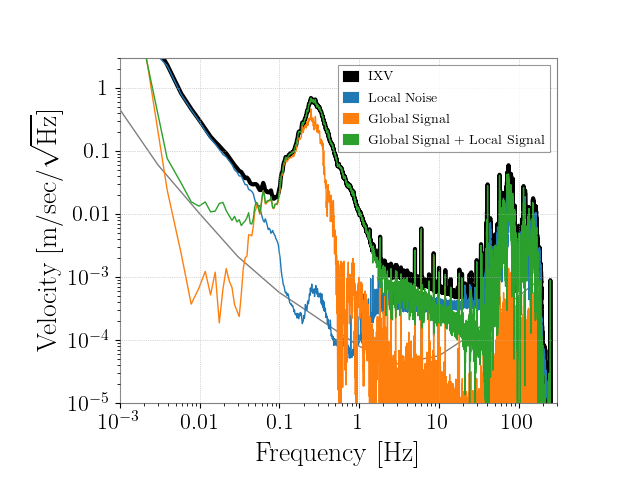 IXV
Local Noise
Global Signal
Global Signal + Local Signal
Velocity [m/sec/√Hz]
1
0.1
0.01
10⁻³
10⁻⁴
10⁻⁵
10⁻³ 0.01 0.1 1 10 100
Frequency [Hz]